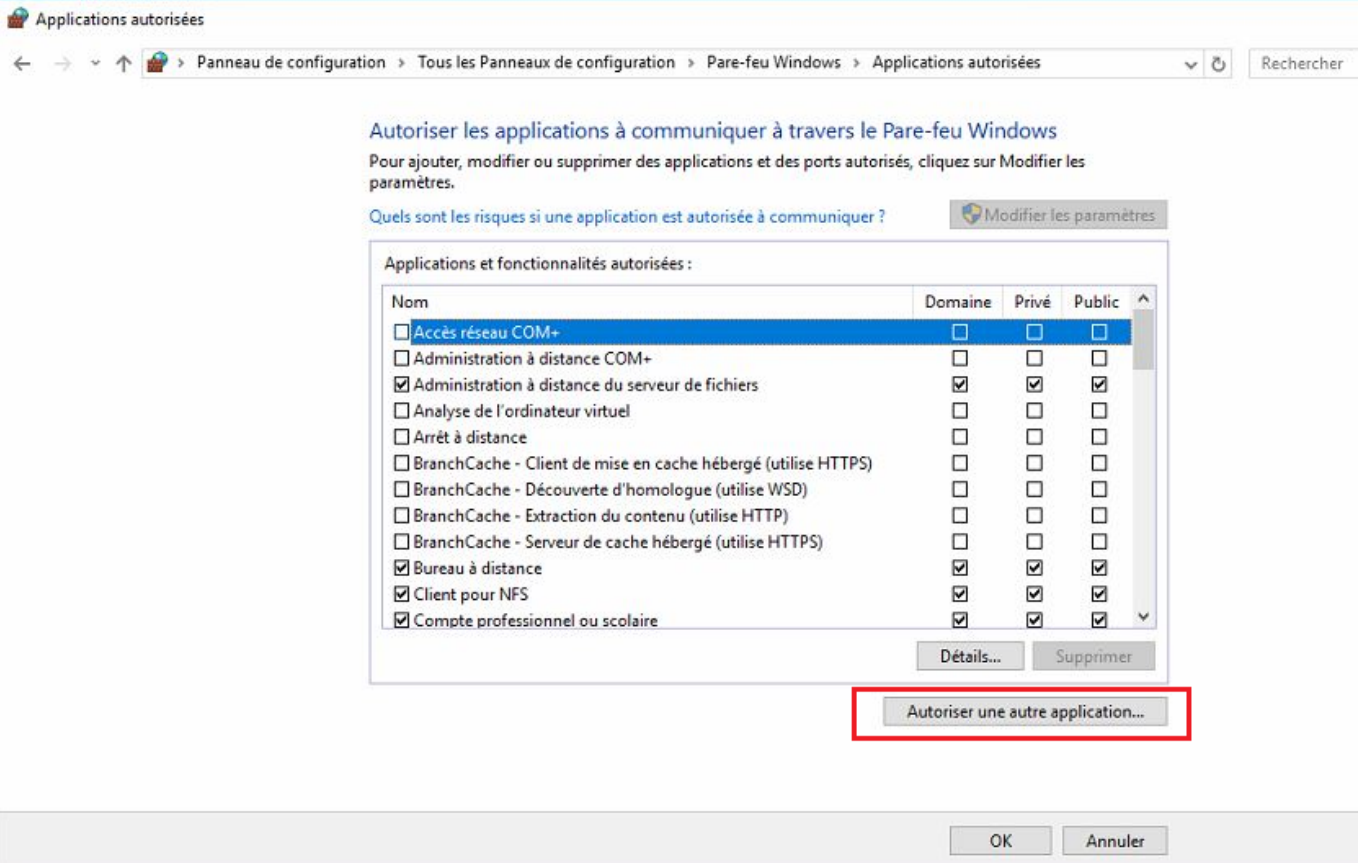 Applications autorisées
Panneau de configuration > Tous les Panneaux de configuration > Pare-feu Windows > Applications autorisées
Rechercher
Autoriser les applications à communiquer à travers le Pare-feu Windows
Pour ajouter, modifier ou supprimer des applications et des ports autorisés, cliquez sur Modifier les
paramètres.
Quels sont les risques si une application est autorisée à communiquer ?
Modifier les paramètres
Applications et fonctionnalités autorisées :
Nom Domaine Privé Public
Accès réseau COM+
Administration à distance COM+
Administration à distance du serveur de fichiers
Analyse de l'ordinateur virtuel
Arrêt à distance
BranchCache - Client de mise en cache hébergé (utilise HTTPS)
BranchCache - Découverte d'homologue (utilise WSD)
BranchCache - Extraction du contenu (utilise HTTP)
BranchCache - Serveur de cache hébergé (utilise HTTPS)
Bureau à distance
Client pour NFS
Compte professionnel ou scolaire
Détails... Supprimer
Autoriser une autre application...
OK Annuler